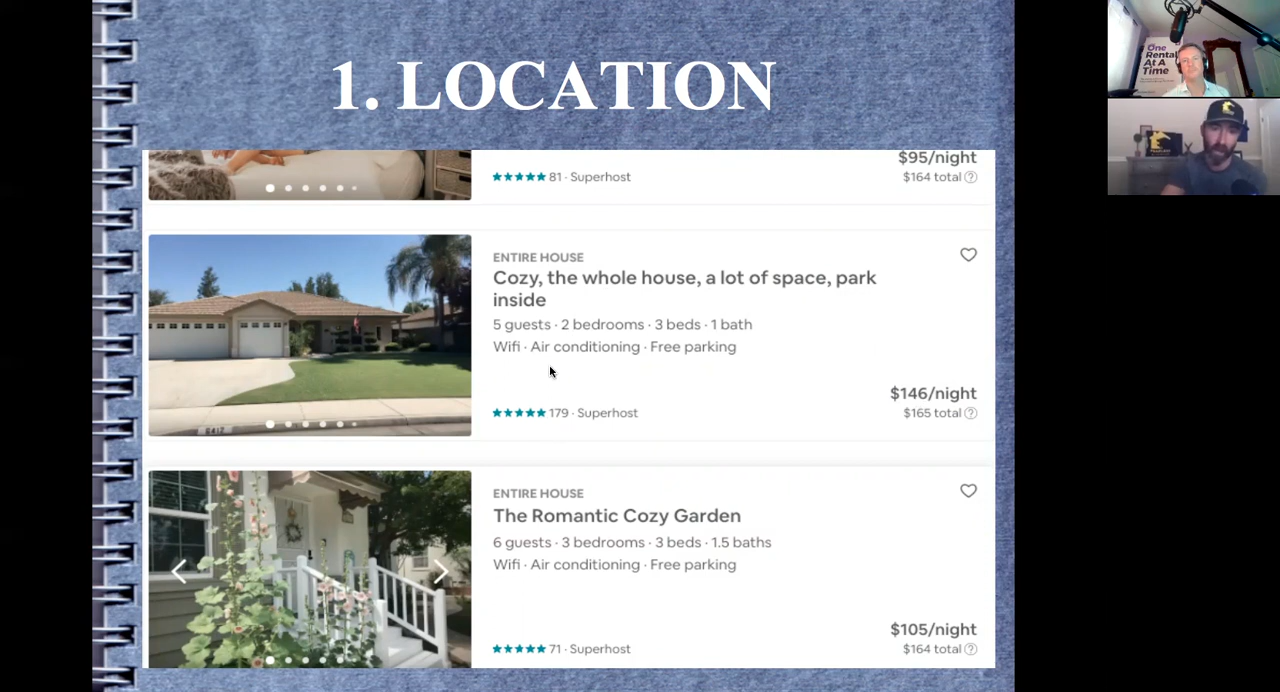 1. LOCATION
One
Rental
At A
Time
$95/night
★★★★★ 81 · Superhost
$164 total ?
ENTIRE HOUSE
Cozy, the whole house, a lot of space, park
inside
5 guests · 2 bedrooms · 3 beds · 1 bath
Wifi · Air conditioning · Free parking
$146/night
★★★★★ 179 · Superhost
$165 total ?
6412
ENTIRE HOUSE
The Romantic Cozy Garden
6 guests · 3 bedrooms · 3 beds · 1.5 baths
Wifi · Air conditioning · Free parking
$105/night
★★★★★ 71 · Superhost
$164 total ?